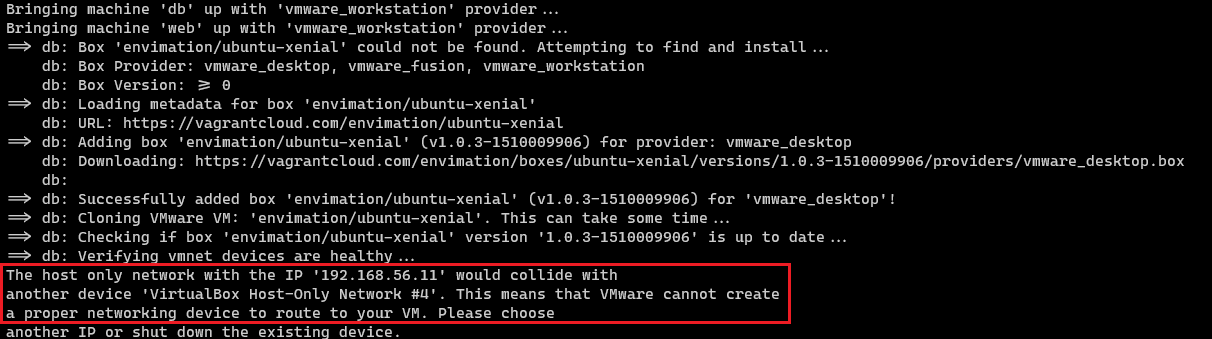 Bringing machine 'db' up with 'vmware_workstation' provider...
Bringing machine 'web' up with 'vmware_workstation' provider...
==> db: Box 'envimation/ubuntu-xenial' could not be found. Attempting to find and install...
    db: Box Provider: vmware_desktop, vmware_fusion, vmware_workstation
    db: Box Version: >= 0
==> db: Loading metadata for box 'envimation/ubuntu-xenial'
    db: URL: https://vagrantcloud.com/envimation/ubuntu-xenial
==> db: Adding box 'envimation/ubuntu-xenial' (v1.0.3-1510009906) for provider: vmware_desktop
    db: Downloading: https://vagrantcloud.com/envimation/boxes/ubuntu-xenial/versions/1.0.3-1510009906/providers/vmware_desktop.box
    db:
==> db: Successfully added box 'envimation/ubuntu-xenial' (v1.0.3-1510009906) for 'vmware_desktop'!
==> db: Cloning VMware VM: 'envimation/ubuntu-xenial'. This can take some time...
==> db: Checking if box 'envimation/ubuntu-xenial' version '1.0.3-1510009906' is up to date...
==> db: Verifying vmnet devices are healthy...
The host only network with the IP '192.168.56.11' would collide with
another device 'VirtualBox Host-Only Network #4'. This means that VMware cannot create
a proper networking device to route to your VM. Please choose
another IP or shut down the existing device.